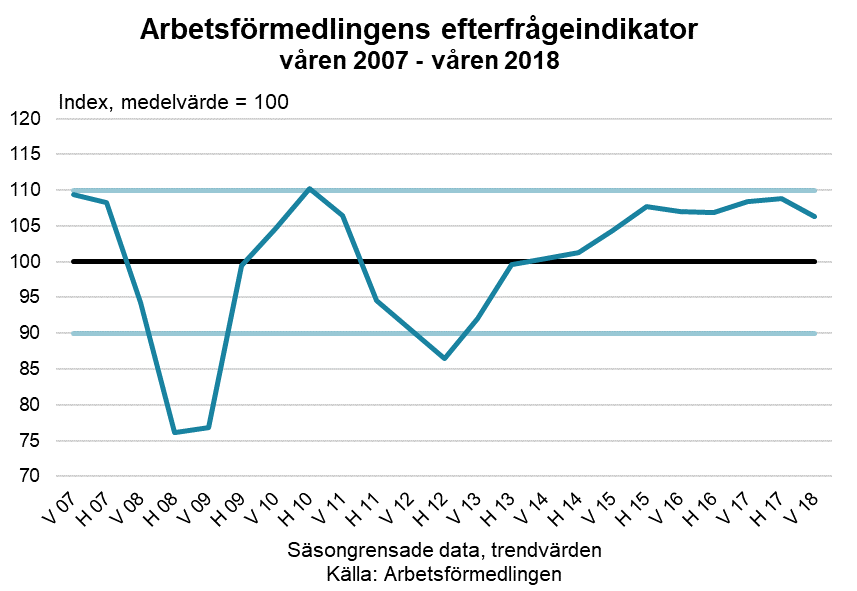 Arbetsförmedlingens efterfrågeindikator
våren 2007 - våren 2018
Index, medelvärde = 100
120
115
110
105
100
95
90
85
80
75
70
V 07
H 07
V 08
H 08
V 09
H 09
V 10
H 10
V 11
H 11
V 12
H 12
V 13
H 13
V 14
H 14
V 15
H 15
V 16
H 16
V 17
H 17
V 18
Säsongrensade data, trendvärden
Källa: Arbetsförmedlingen